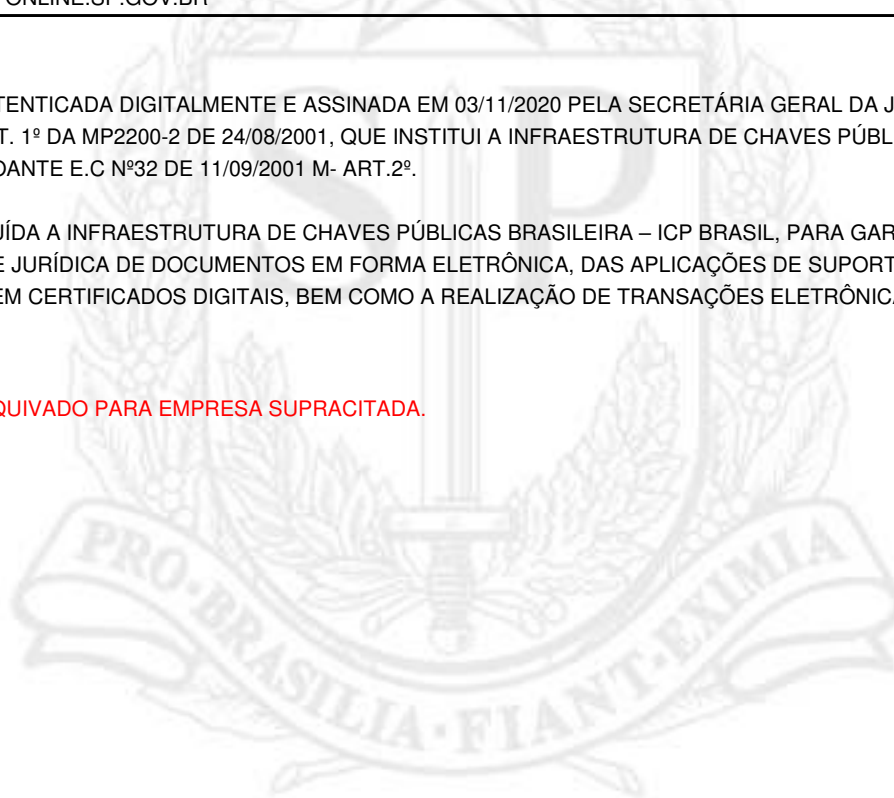 ONLINE.SP.GOV.BR
TENTICADA DIGITALMENTE E ASSINADA EM 03/11/2020 PELA SECRETÁRIA GERAL DA J
T. 1º DA MP2200-2 DE 24/08/2001, QUE INSTITUI A INFRAESTRUTURA DE CHAVES PÚBL
DANTE E.C Nº32 DE 11/09/2001 M- ART.2º.
UÍDA A INFRAESTRUTURA DE CHAVES PÚBLICAS BRASILEIRA – ICP BRASIL, PARA GAR
E JURÍDICA DE DOCUMENTOS EM FORMA ELETRÔNICA, DAS APLICAÇÕES DE SUPORT
EM CERTIFICADOS DIGITAIS, BEM COMO A REALIZAÇÃO DE TRANSAÇÕES ELETRÔNICA
QUIVADO PARA EMPRESA SUPRACITADA.
SP
PRO·BRASILIA·FIANT·EXIMIA